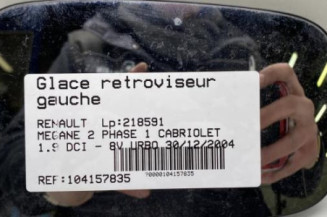 Glace retroviseur
gauche
RENAULT Lp:218591
MEGANE 2 PHASE 1 CABRIOLET
1.9 DCI - 8V URBO 30/12/2004
70000104157835
REF:104157835